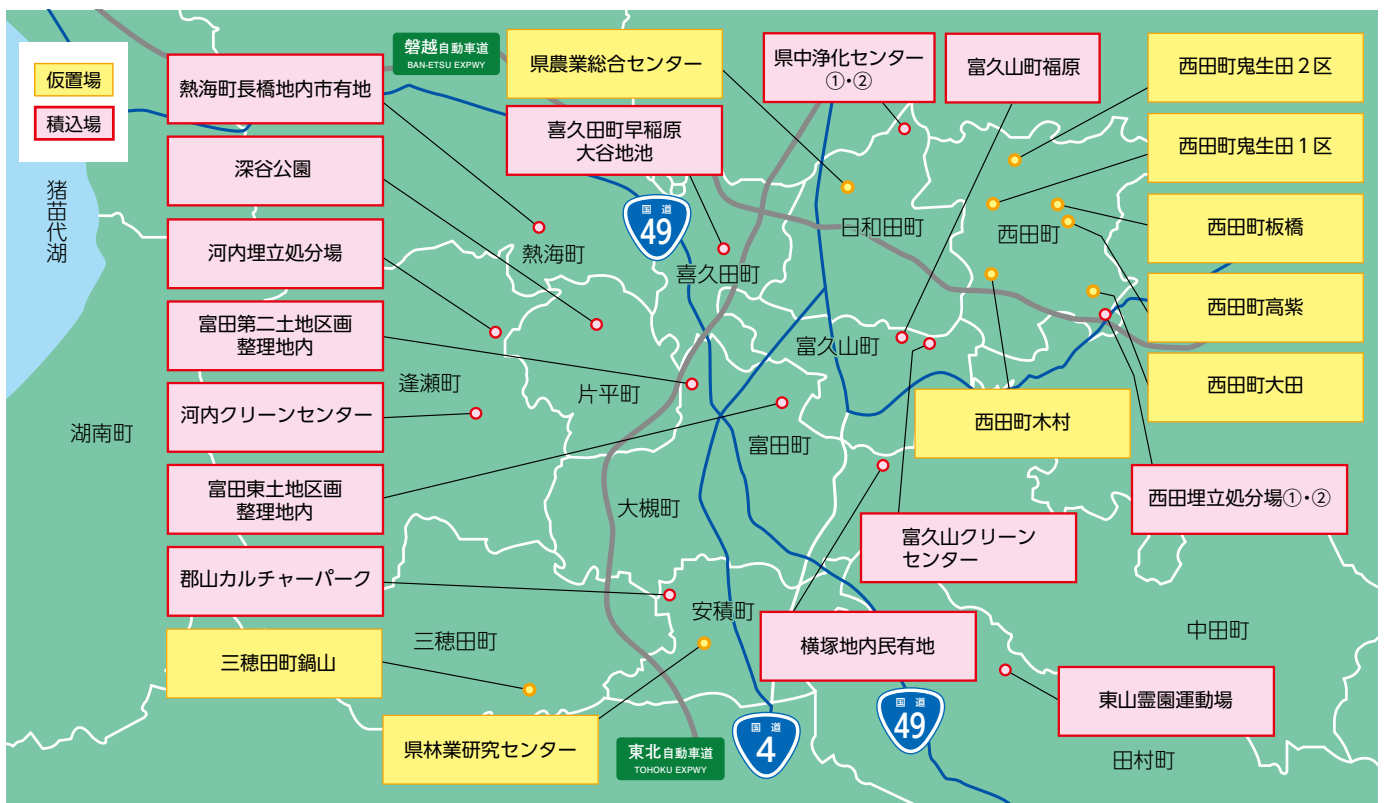 仮置場
積込場
熱海町長橋地内市有地
深谷公園
河内埋立処分場
富田第二土地区画
整理地内
河内クリーンセンター
富田東土地区画
整理地内
郡山カルチャーパーク
三穂田町鍋山
磐越自動車道
BAN-ETSU EXPWY
県農業総合センター
喜久田町早稲原
大谷地池
県中浄化センター
①・②
富久山町福原
西田町鬼生田２区
西田町鬼生田１区
西田町板橋
西田町高紫
西田町大田
西田町木村
西田埋立処分場①・②
富久山クリーン
センター
横塚地内民有地
東山霊園運動場
県林業研究センター
東北自動車道
TOHOKU EXPWY
国道
49
国道
4
国道
49
猪苗代湖
湖南町
熱海町
喜久田町
日和田町
西田町
逢瀬町
片平町
富久山町
富田町
大槻町
安積町
三穂田町
中田町
田村町